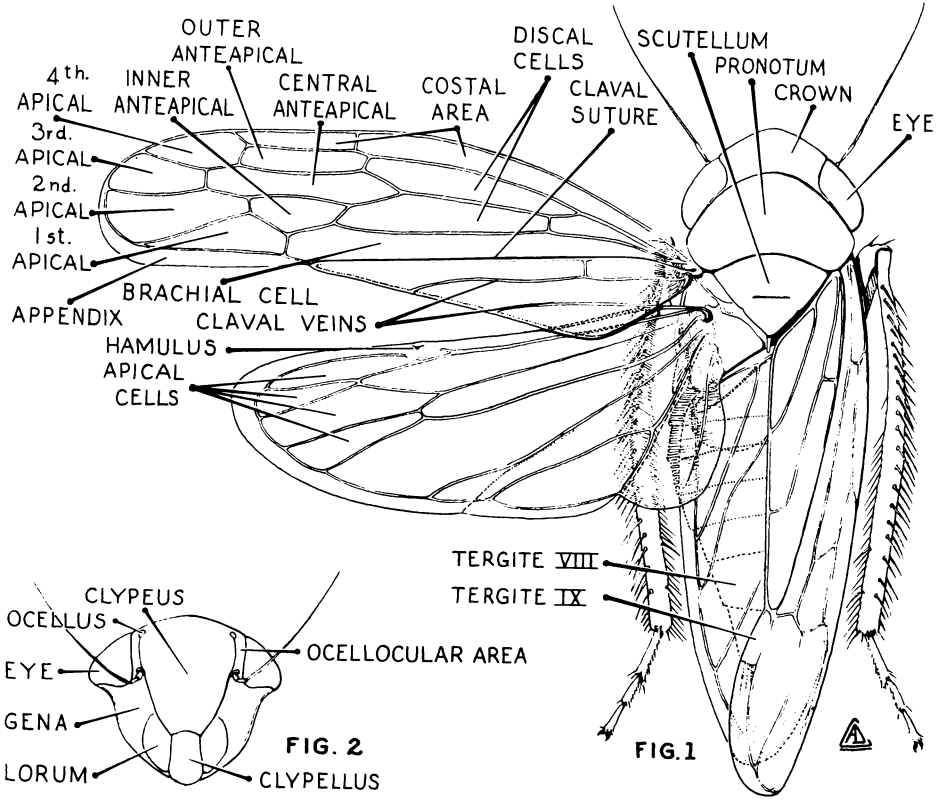 OUTER
ANTEAPICAL
4th.
APICAL
INNER
ANTEAPICAL
CENTRAL
ANTEAPICAL
COSTAL
AREA
DISCAL
CELLS
CLAVAL
SUTURE
SCUTELLUM
PRONOTUM
CROWN
EYE
3rd.
APICAL
2nd.
APICAL
1st.
APICAL
APPENDIX
BRACHIAL CELL
CLAVAL VEINS
HAMULUS
APICAL
CELLS
TERGITE VIII
TERGITE IX
CLYPEUS
OCELLUS
EYE
GENA
LORUM
OCELLOCULAR AREA
CLYPELLUS
FIG. 2
FIG. 1